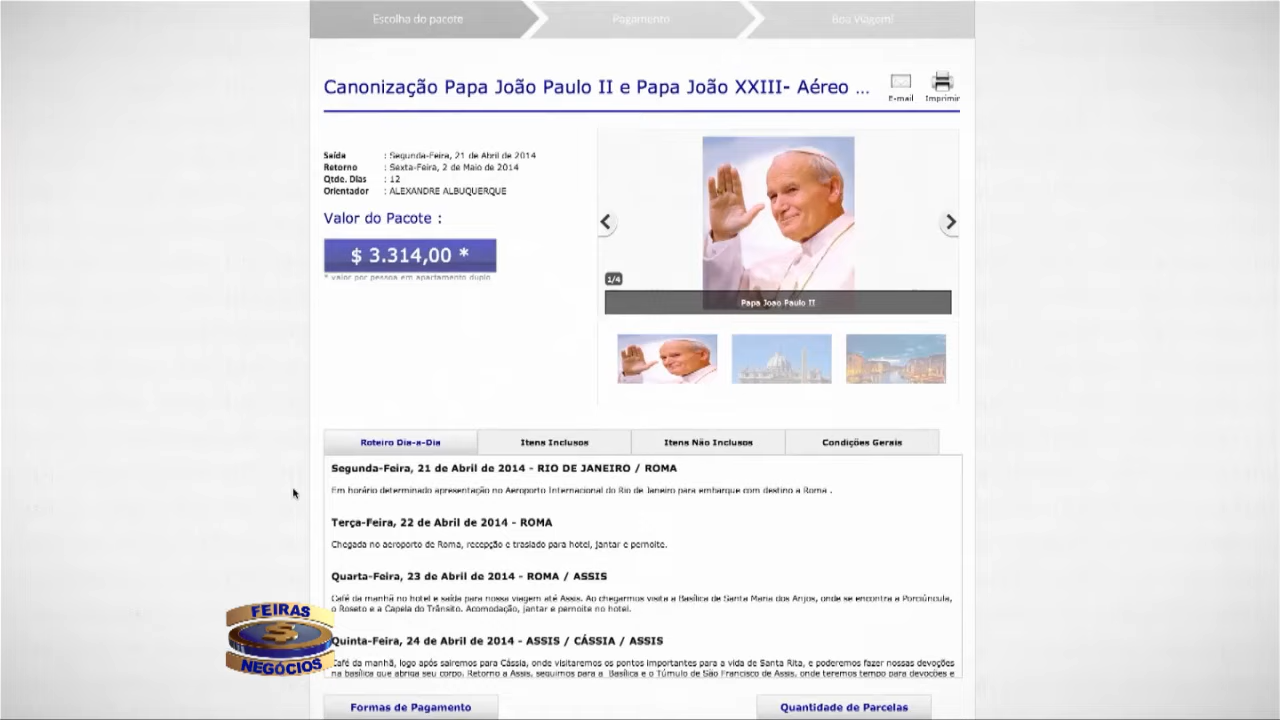 Escolha do pacote
Pagamento
Boa Viagem!
Canonização Papa João Paulo II e Papa João XXIII- Aéreo ...
E-mail
Imprimir
Saída : Segunda-Feira, 21 de Abril de 2014
Retorno : Sexta-Feira, 2 de Maio de 2014
Qtde. Dias : 12
Orientador : ALEXANDRE ALBUQUERQUE
Valor do Pacote :
$ 3.314,00 *
* valor por pessoa em apartamento duplo.
1/4
Papa Joao Paulo II
Roteiro Dia-a-Dia
Itens Inclusos
Itens Não Inclusos
Condições Gerais
Segunda-Feira, 21 de Abril de 2014 - RIO DE JANEIRO / ROMA
Em horário determinado apresentação no Aeroporto Internacional do Rio de Janeiro para embarque com destino a Roma .
Terça-Feira, 22 de Abril de 2014 - ROMA
Chegada no aeroporto de Roma, recepção e traslado para hotel, jantar e pernoite.
Quarta-Feira, 23 de Abril de 2014 - ROMA / ASSIS
Café da manhã no hotel e saída para nossa viagem até Assis. Ao chegarmos visita a Basílica de Santa Maria dos Anjos, onde se encontra a Porciúncula,
o Roseto e a Capela do Trânsito. Acomodação, jantar e pernoite no hotel.
Quinta-Feira, 24 de Abril de 2014 - ASSIS / CÁSSIA / ASSIS
Café da manhã, logo após sairemos para Cássia, onde visitaremos os pontos importantes para a vida de Santa Rita, e poderemos fazer nossas devoções
na basílica que abriga seu corpo. Retorno a Assis, seguimos para a Basílica e o Túmulo de São Francisco de Assis, onde teremos tempo para devoções e
FEIRAS
$
NEGÓCIOS
Formas de Pagamento
Quantidade de Parcelas